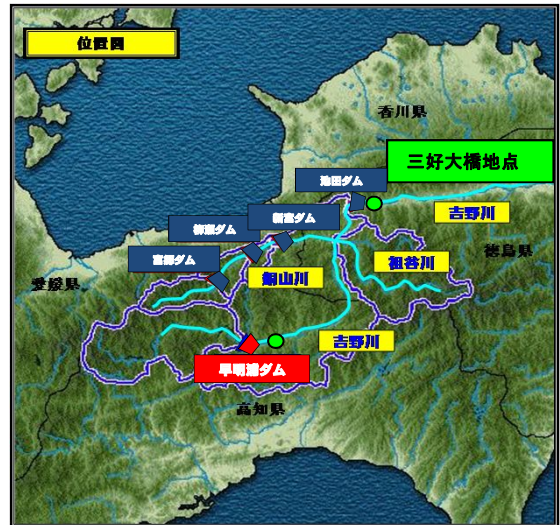 位置図
香川県
三好大橋地点
池田ダム
吉野川
新宮ダム
柳瀬ダム
徳島県
富郷ダム
銅山川
祖谷川
愛媛県
吉野川
早明浦ダム
高知県